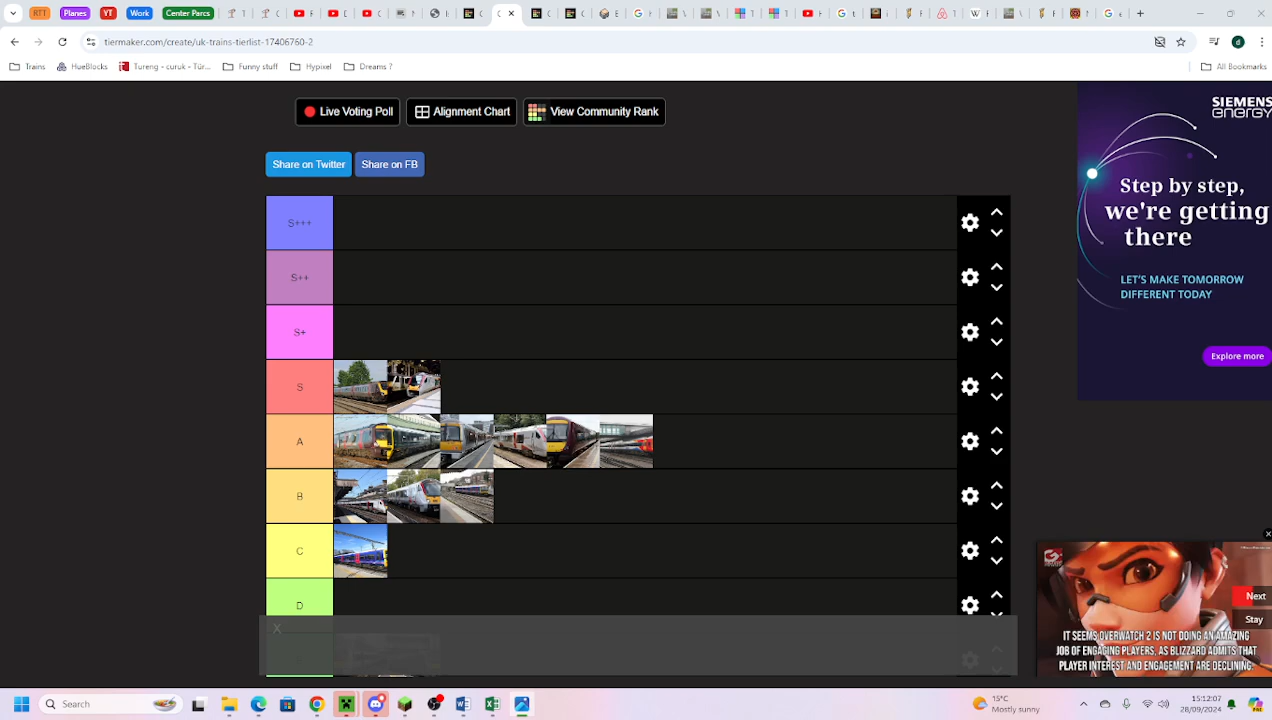 RTT
Planes
YT
Work
Center Parcs
tiermaker.com/create/uk-trains-tierlist-17406760-2
d
Trains
HueBlocks
Tureng - curuk - Tür...
Funny stuff
Hypixel
Dreams ?
All Bookmarks
Live Voting Poll
Alignment Chart
View Community Rank
Share on Twitter
Share on FB
S+++
S++
S+
S
A
B
C
D
X
SIEMENS
energy
Step by step,
we're getting
there
LET'S MAKE TOMORROW
DIFFERENT TODAY
Explore more
Next
Stay
IT SEEMS OVERWATCH 2 IS NOT DOING AN AMAZING
JOB OF ENGAGING PLAYERS, AS BLIZZARD ADMITS THAT
PLAYER INTEREST AND ENGAGEMENT ARE DECLINING.
Search
15°C
Mostly sunny
15:12:07
28/09/2024